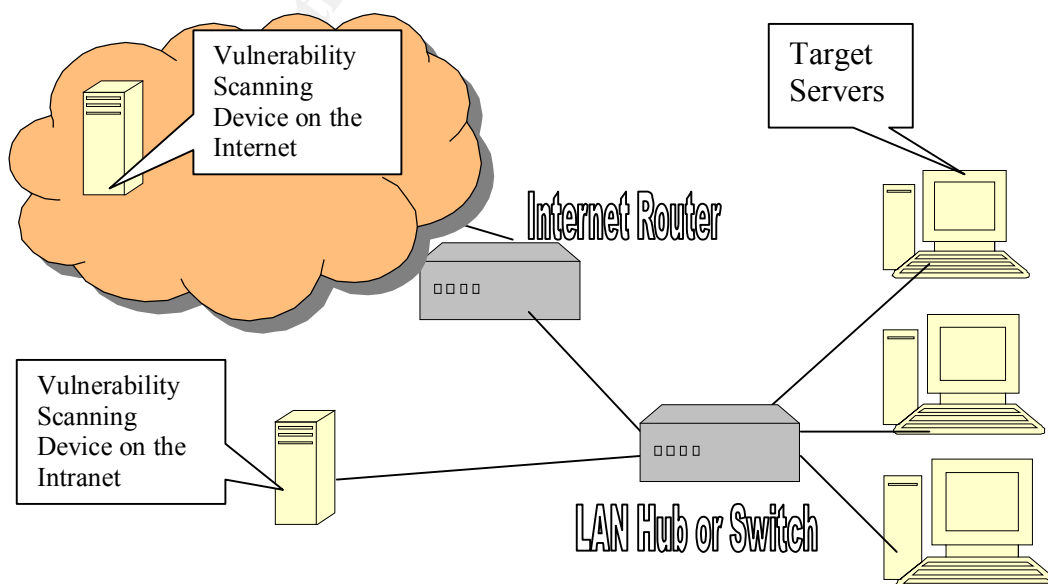 Vulnerability
Scanning
Device on the
Internet
Target
Servers
Internet Router
Vulnerability
Scanning
Device on the
Intranet
LAN Hub or Switch